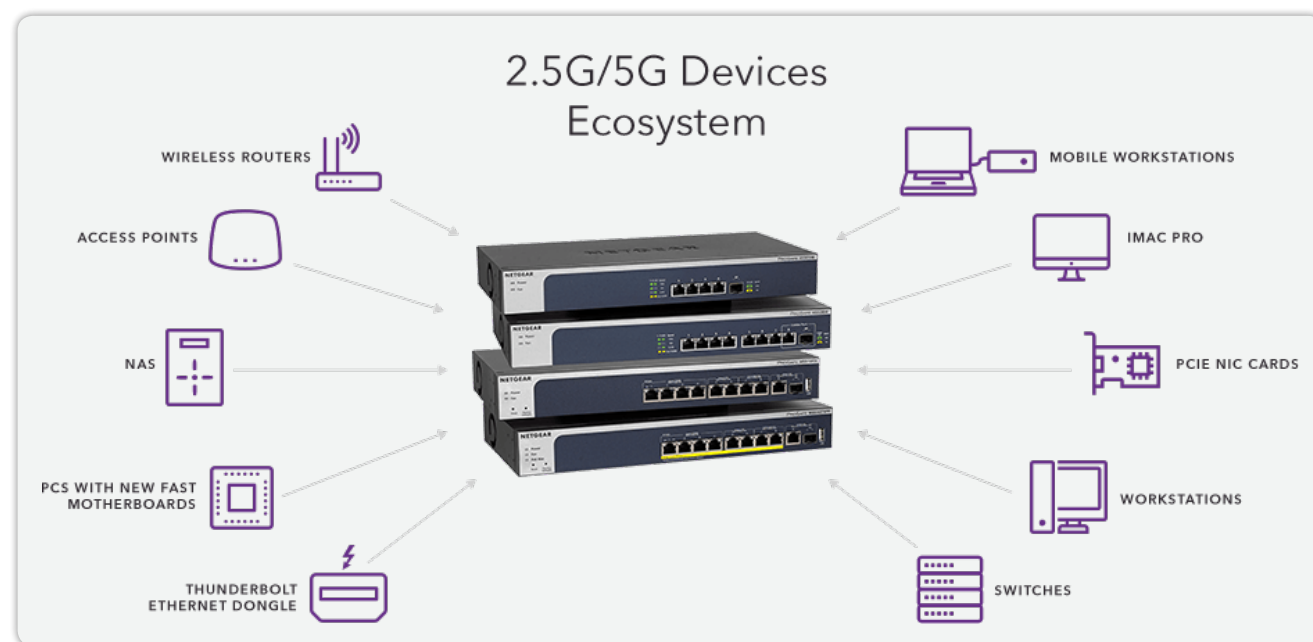 2.5G/5G Devices
Ecosystem
WIRELESS ROUTERS
MOBILE WORKSTATIONS
ACCESS POINTS
IMAC PRO
NETGEAR
NETGEAR
NAS
PCIE NIC CARDS
NETGEAR
NETGEAR
PCS WITH NEW FAST
MOTHERBOARDS
WORKSTATIONS
THUNDERBOLT
ETHERNET DONGLE
SWITCHES